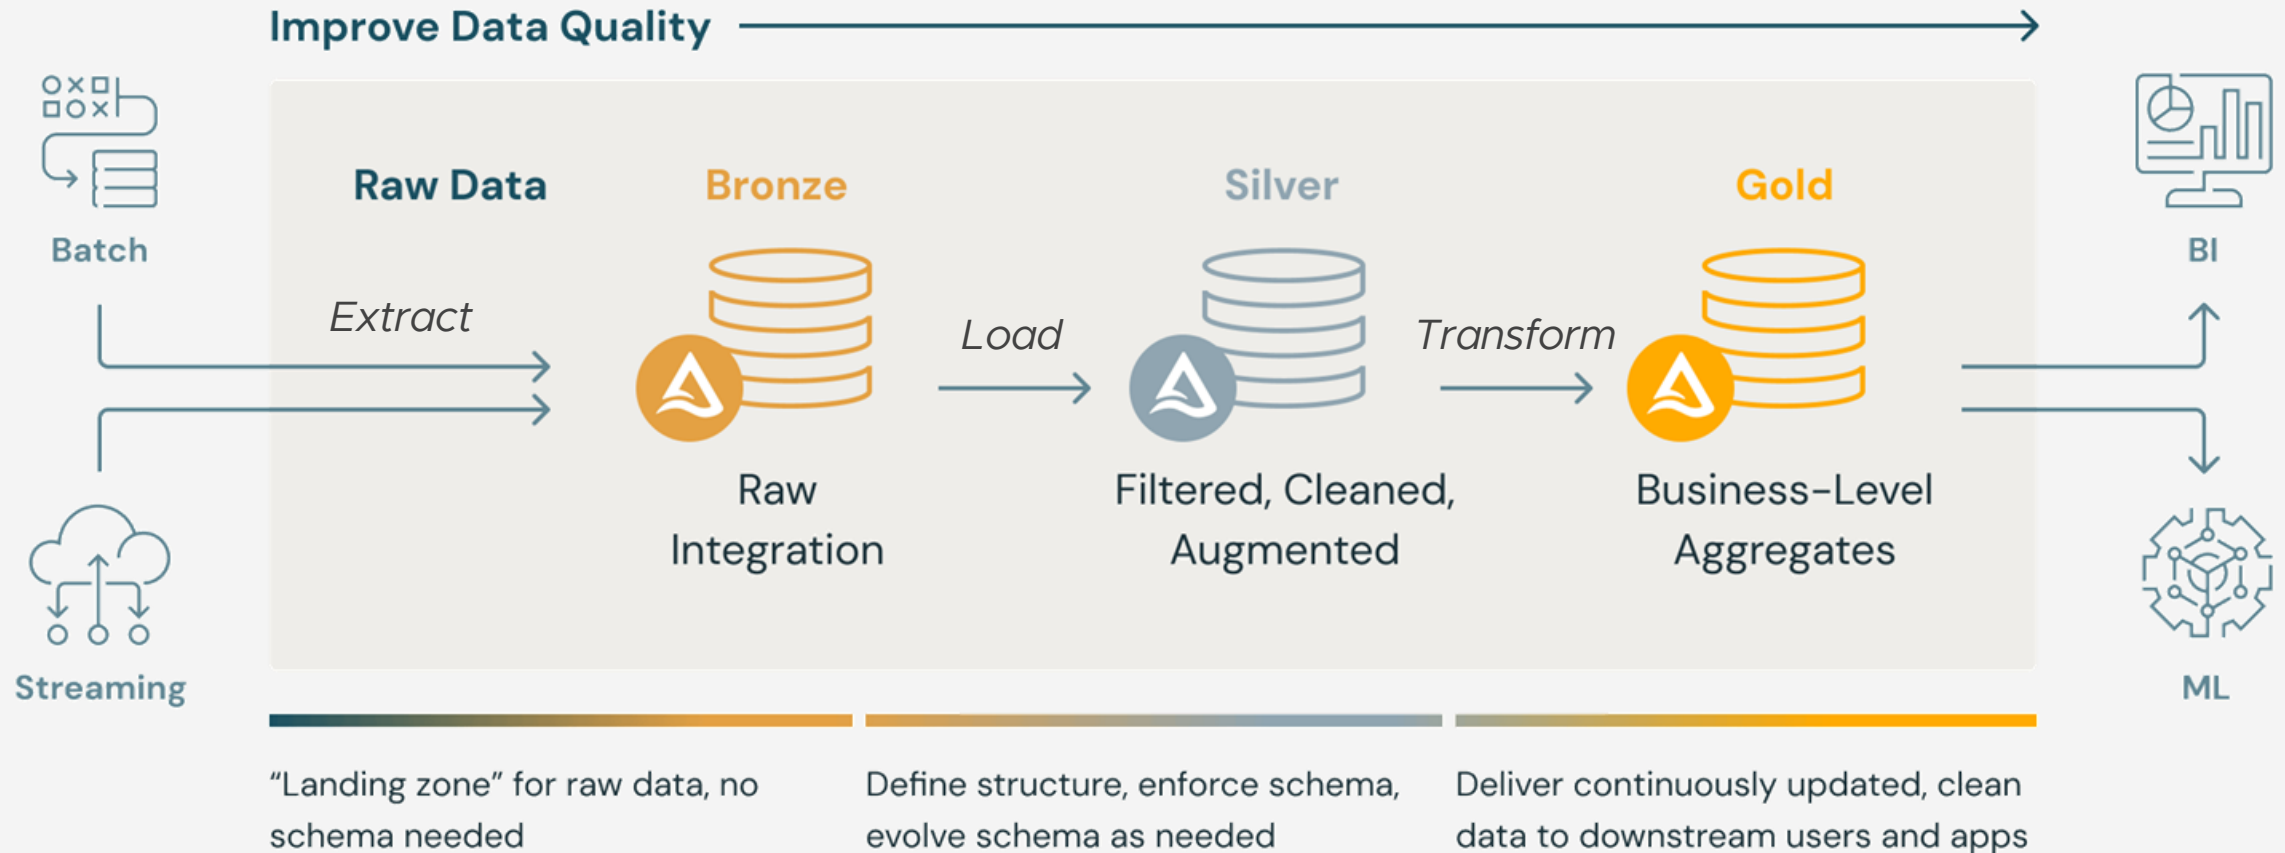 Improve Data Quality
Batch
Streaming
Raw Data
Extract
Bronze
Raw
Integration
Load
Silver
Filtered, Cleaned,
Augmented
Transform
Gold
Business-Level
Aggregates
BI
ML
“Landing zone” for raw data, no
schema needed
Define structure, enforce schema,
evolve schema as needed
Deliver continuously updated, clean
data to downstream users and apps